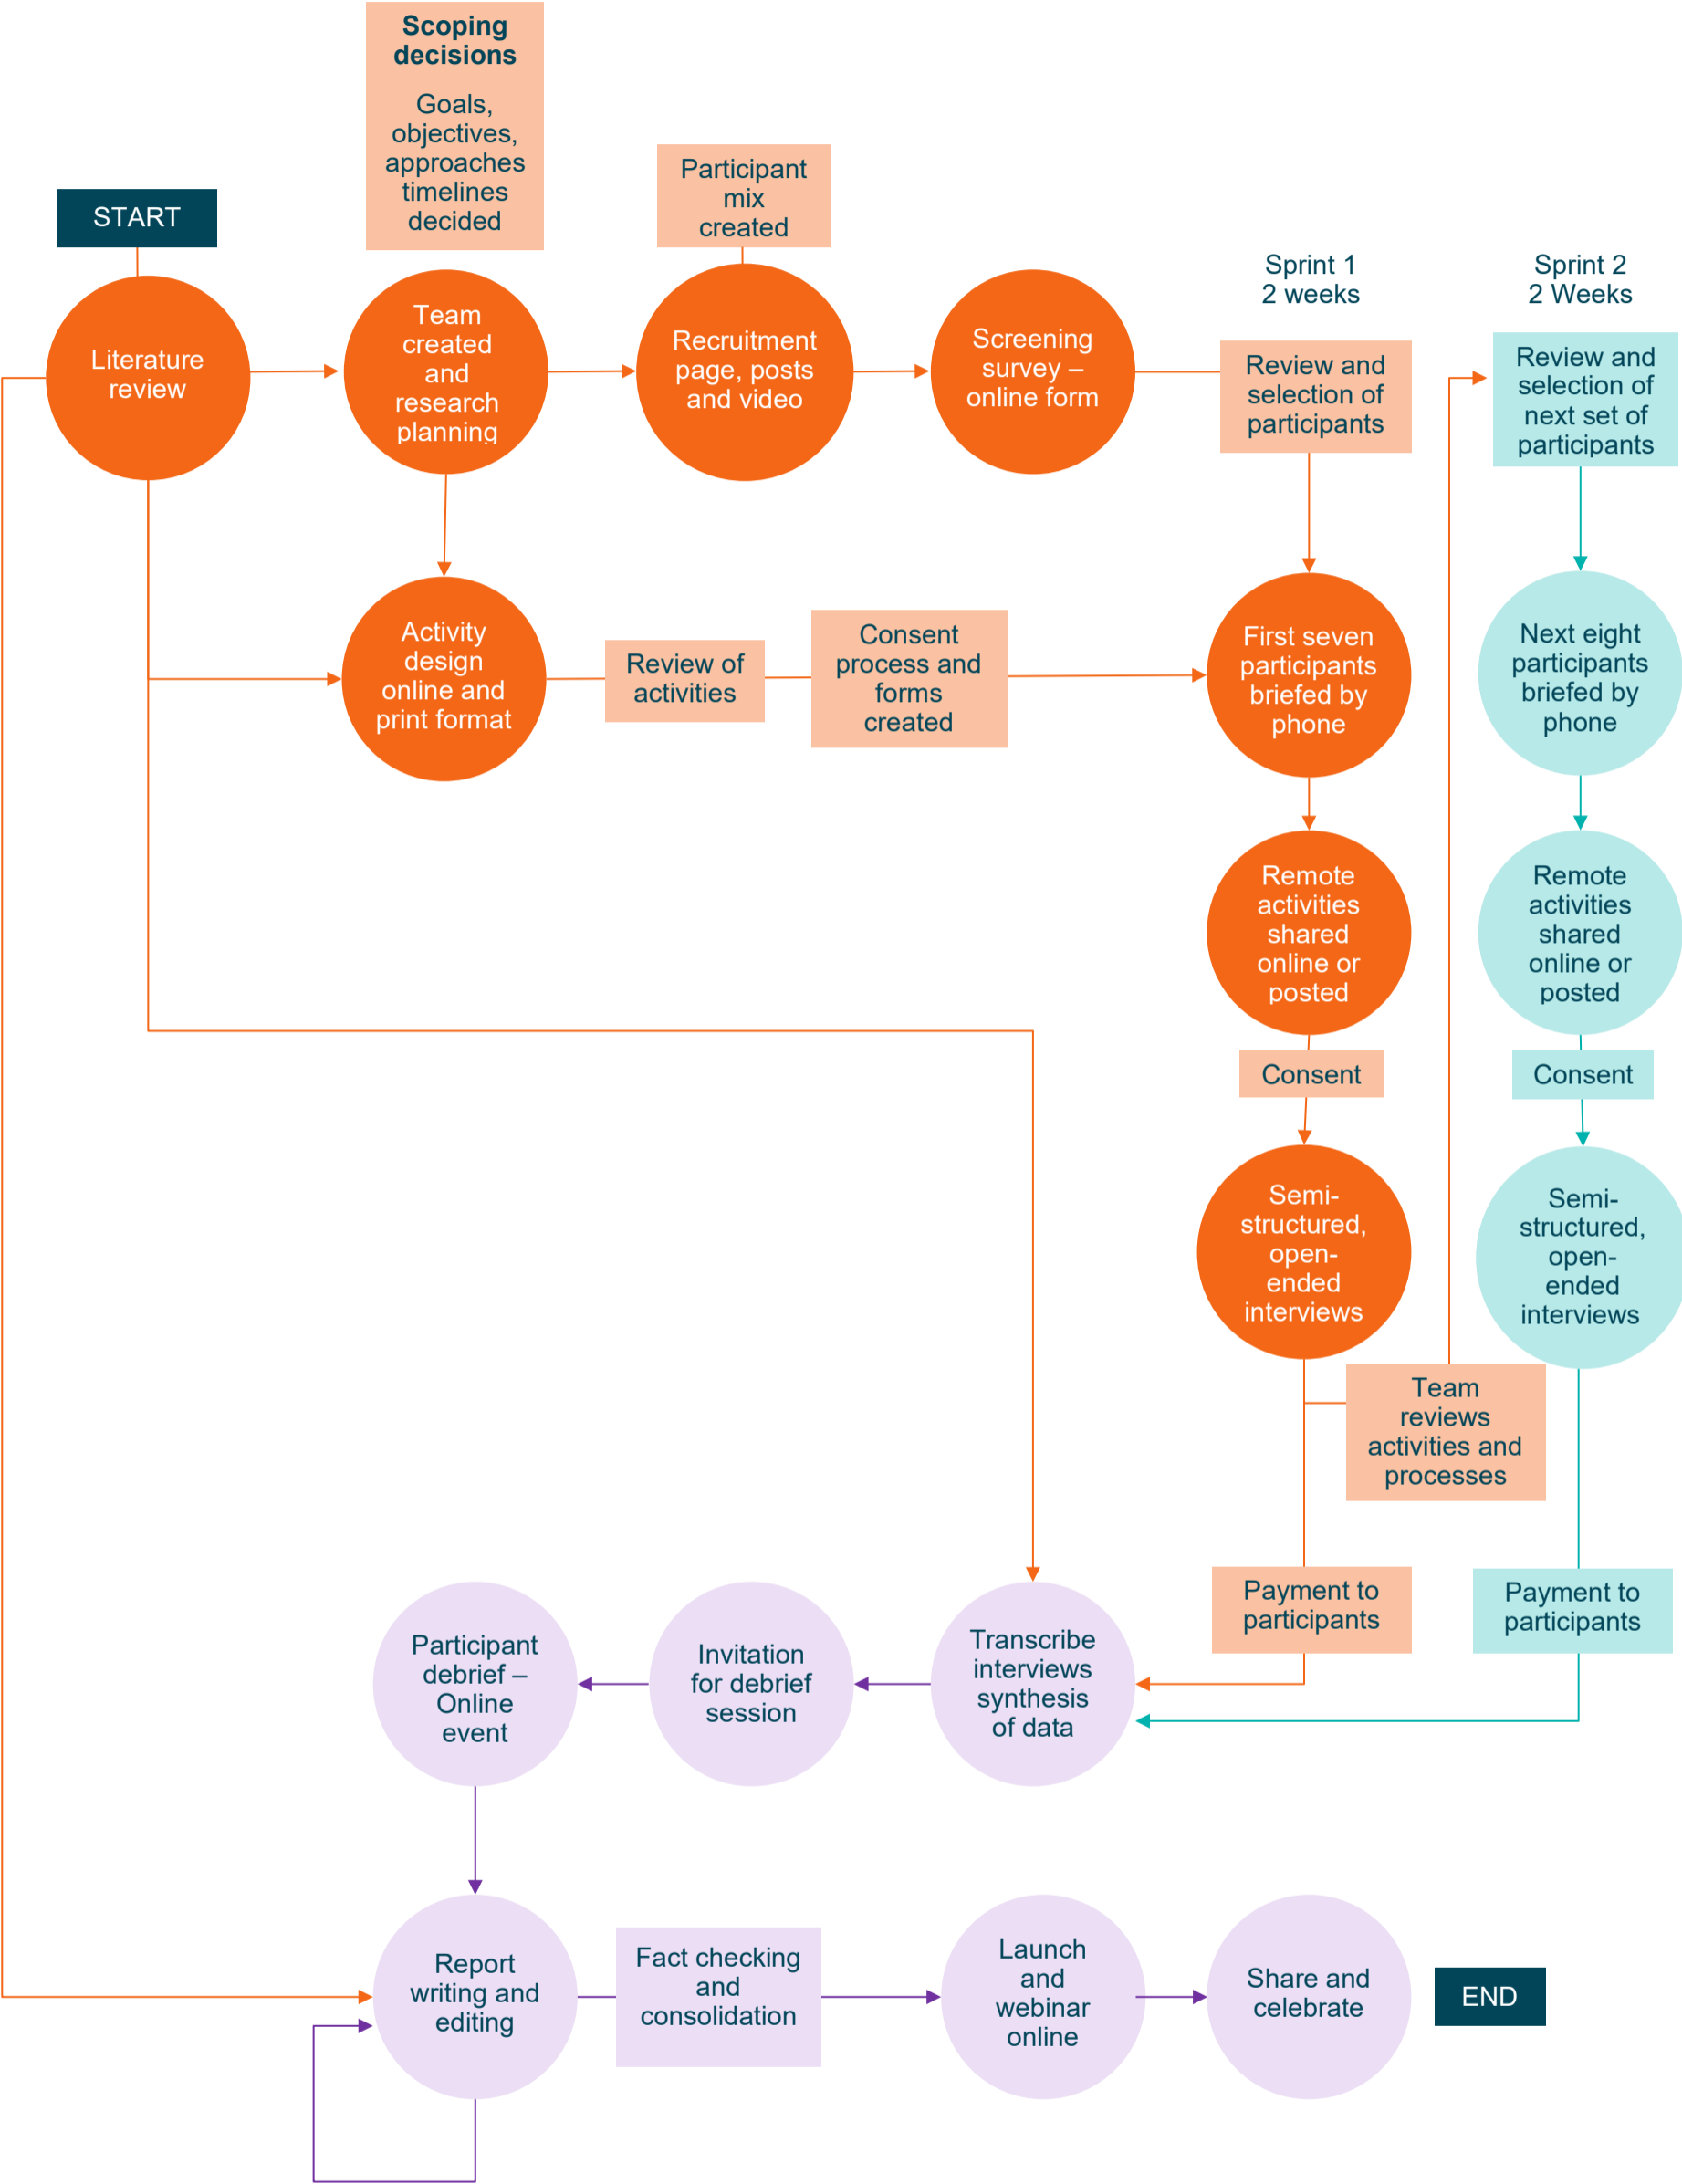 Scoping
decisions
Goals,
objectives,
approaches
timelines
decided
Participant
mix
created
START
Sprint 1
2 weeks
Sprint 2
2 Weeks
Literature
review
Team
created
and
research
planning
Recruitment
page, posts
and video
Screening
survey –
online form
Review and
selection of
participants
Review and
selection of
next set of
participants
Activity
design
online and
print format
Review of
activities
Consent
process and
forms
created
First seven
participants
briefed by
phone
Next eight
participants
briefed by
phone
Remote
activities
shared
online or
posted
Remote
activities
shared
online or
posted
Consent
Consent
Semi-
structured,
open-
ended
interviews
Semi-
structured,
open-
ended
interviews
Team
reviews
activities and
processes
Payment to
participants
Payment to
participants
Participant
debrief –
Online
event
Invitation
for debrief
session
Transcribe
interviews
synthesis
of data
Report
writing and
editing
Fact checking
and
consolidation
Launch
and
webinar
online
Share and
celebrate
END